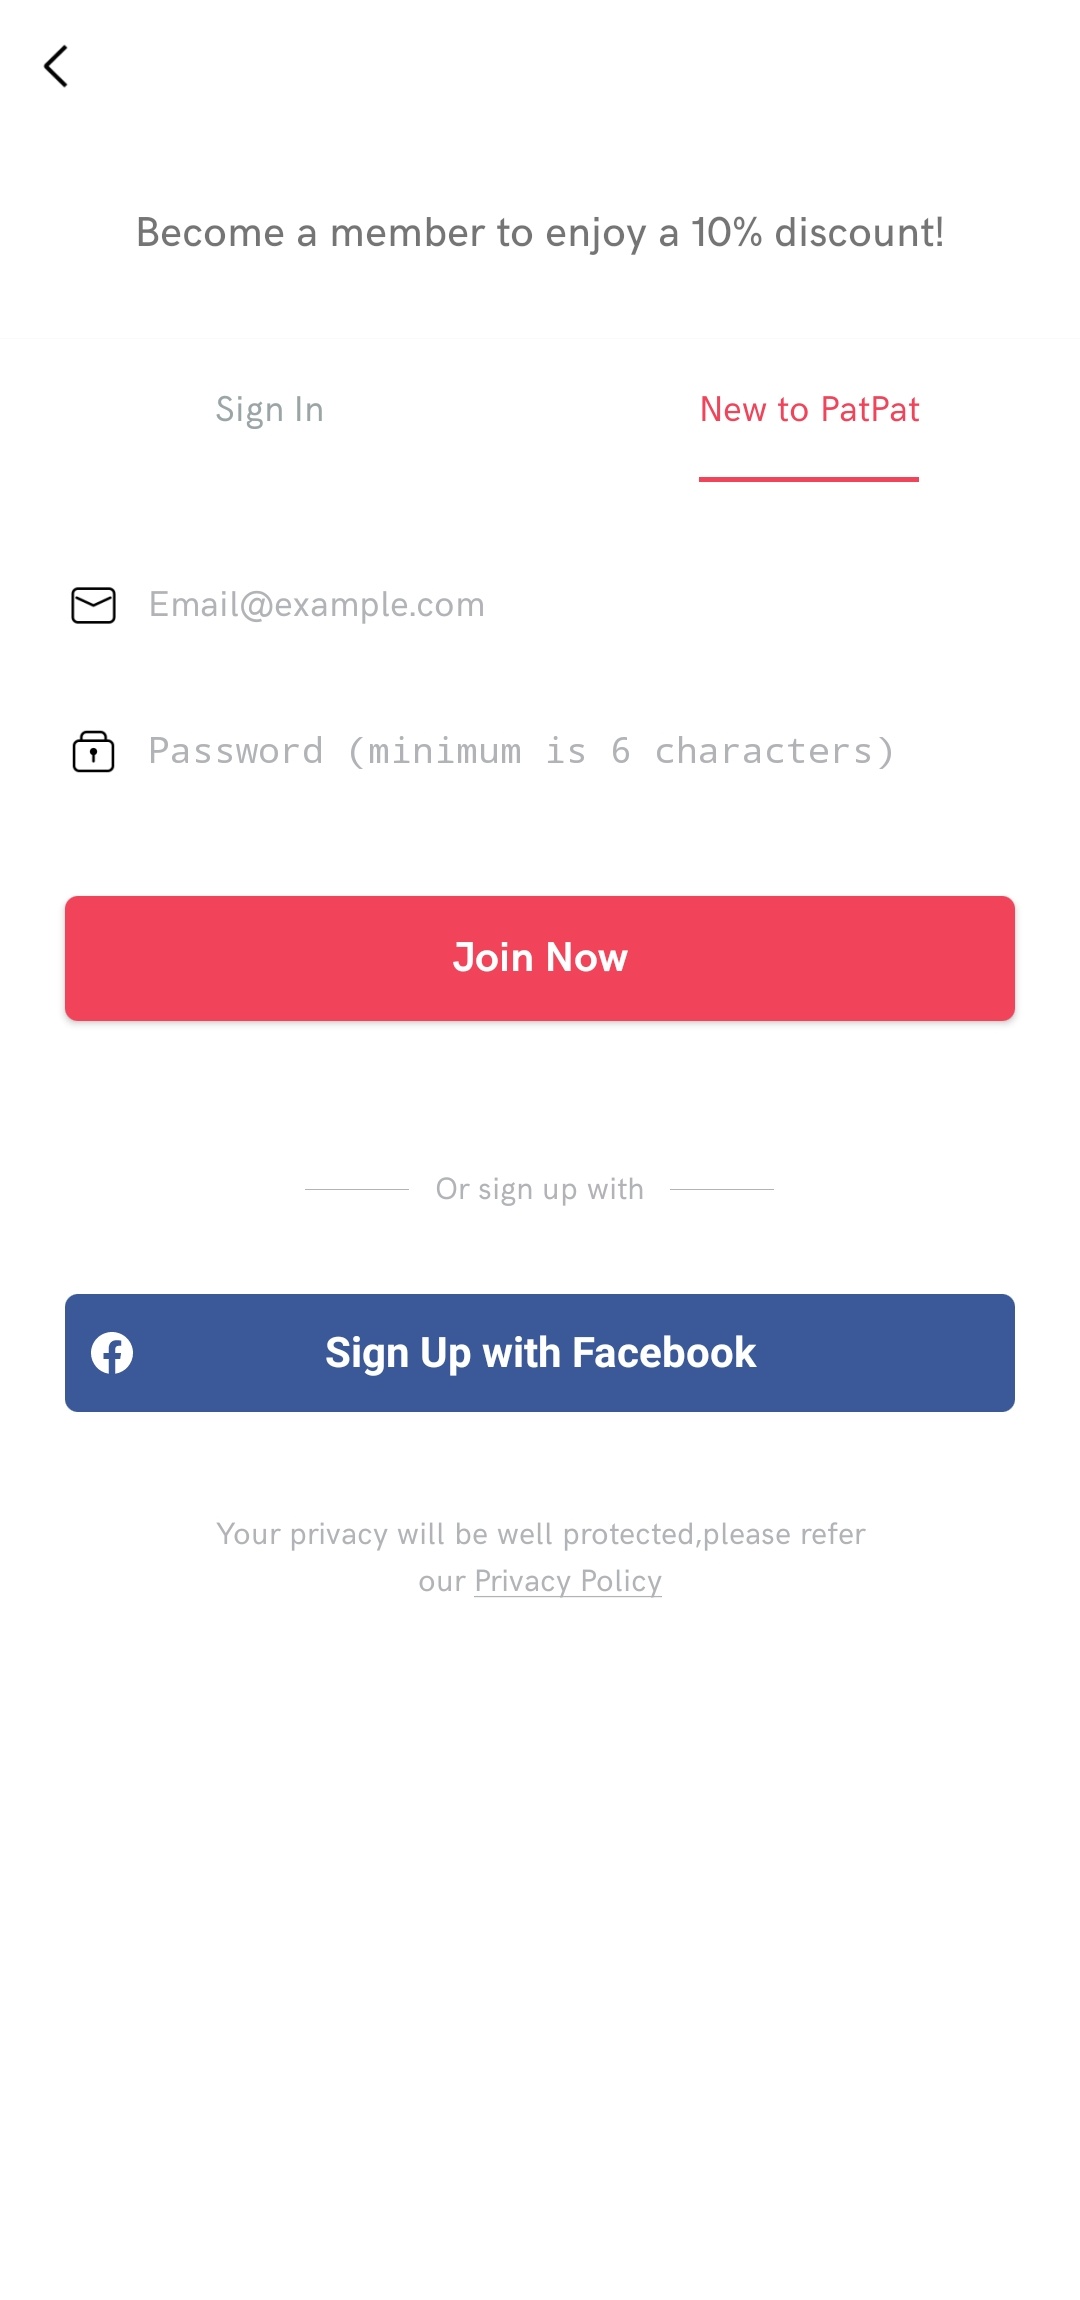 Become a member to enjoy a 10% discount!
Sign In
New to PatPat
Email@example.com
Password (minimum is 6 characters)
Join Now
Or sign up with
Sign Up with Facebook
Your privacy will be well protected,please refer
our Privacy Policy